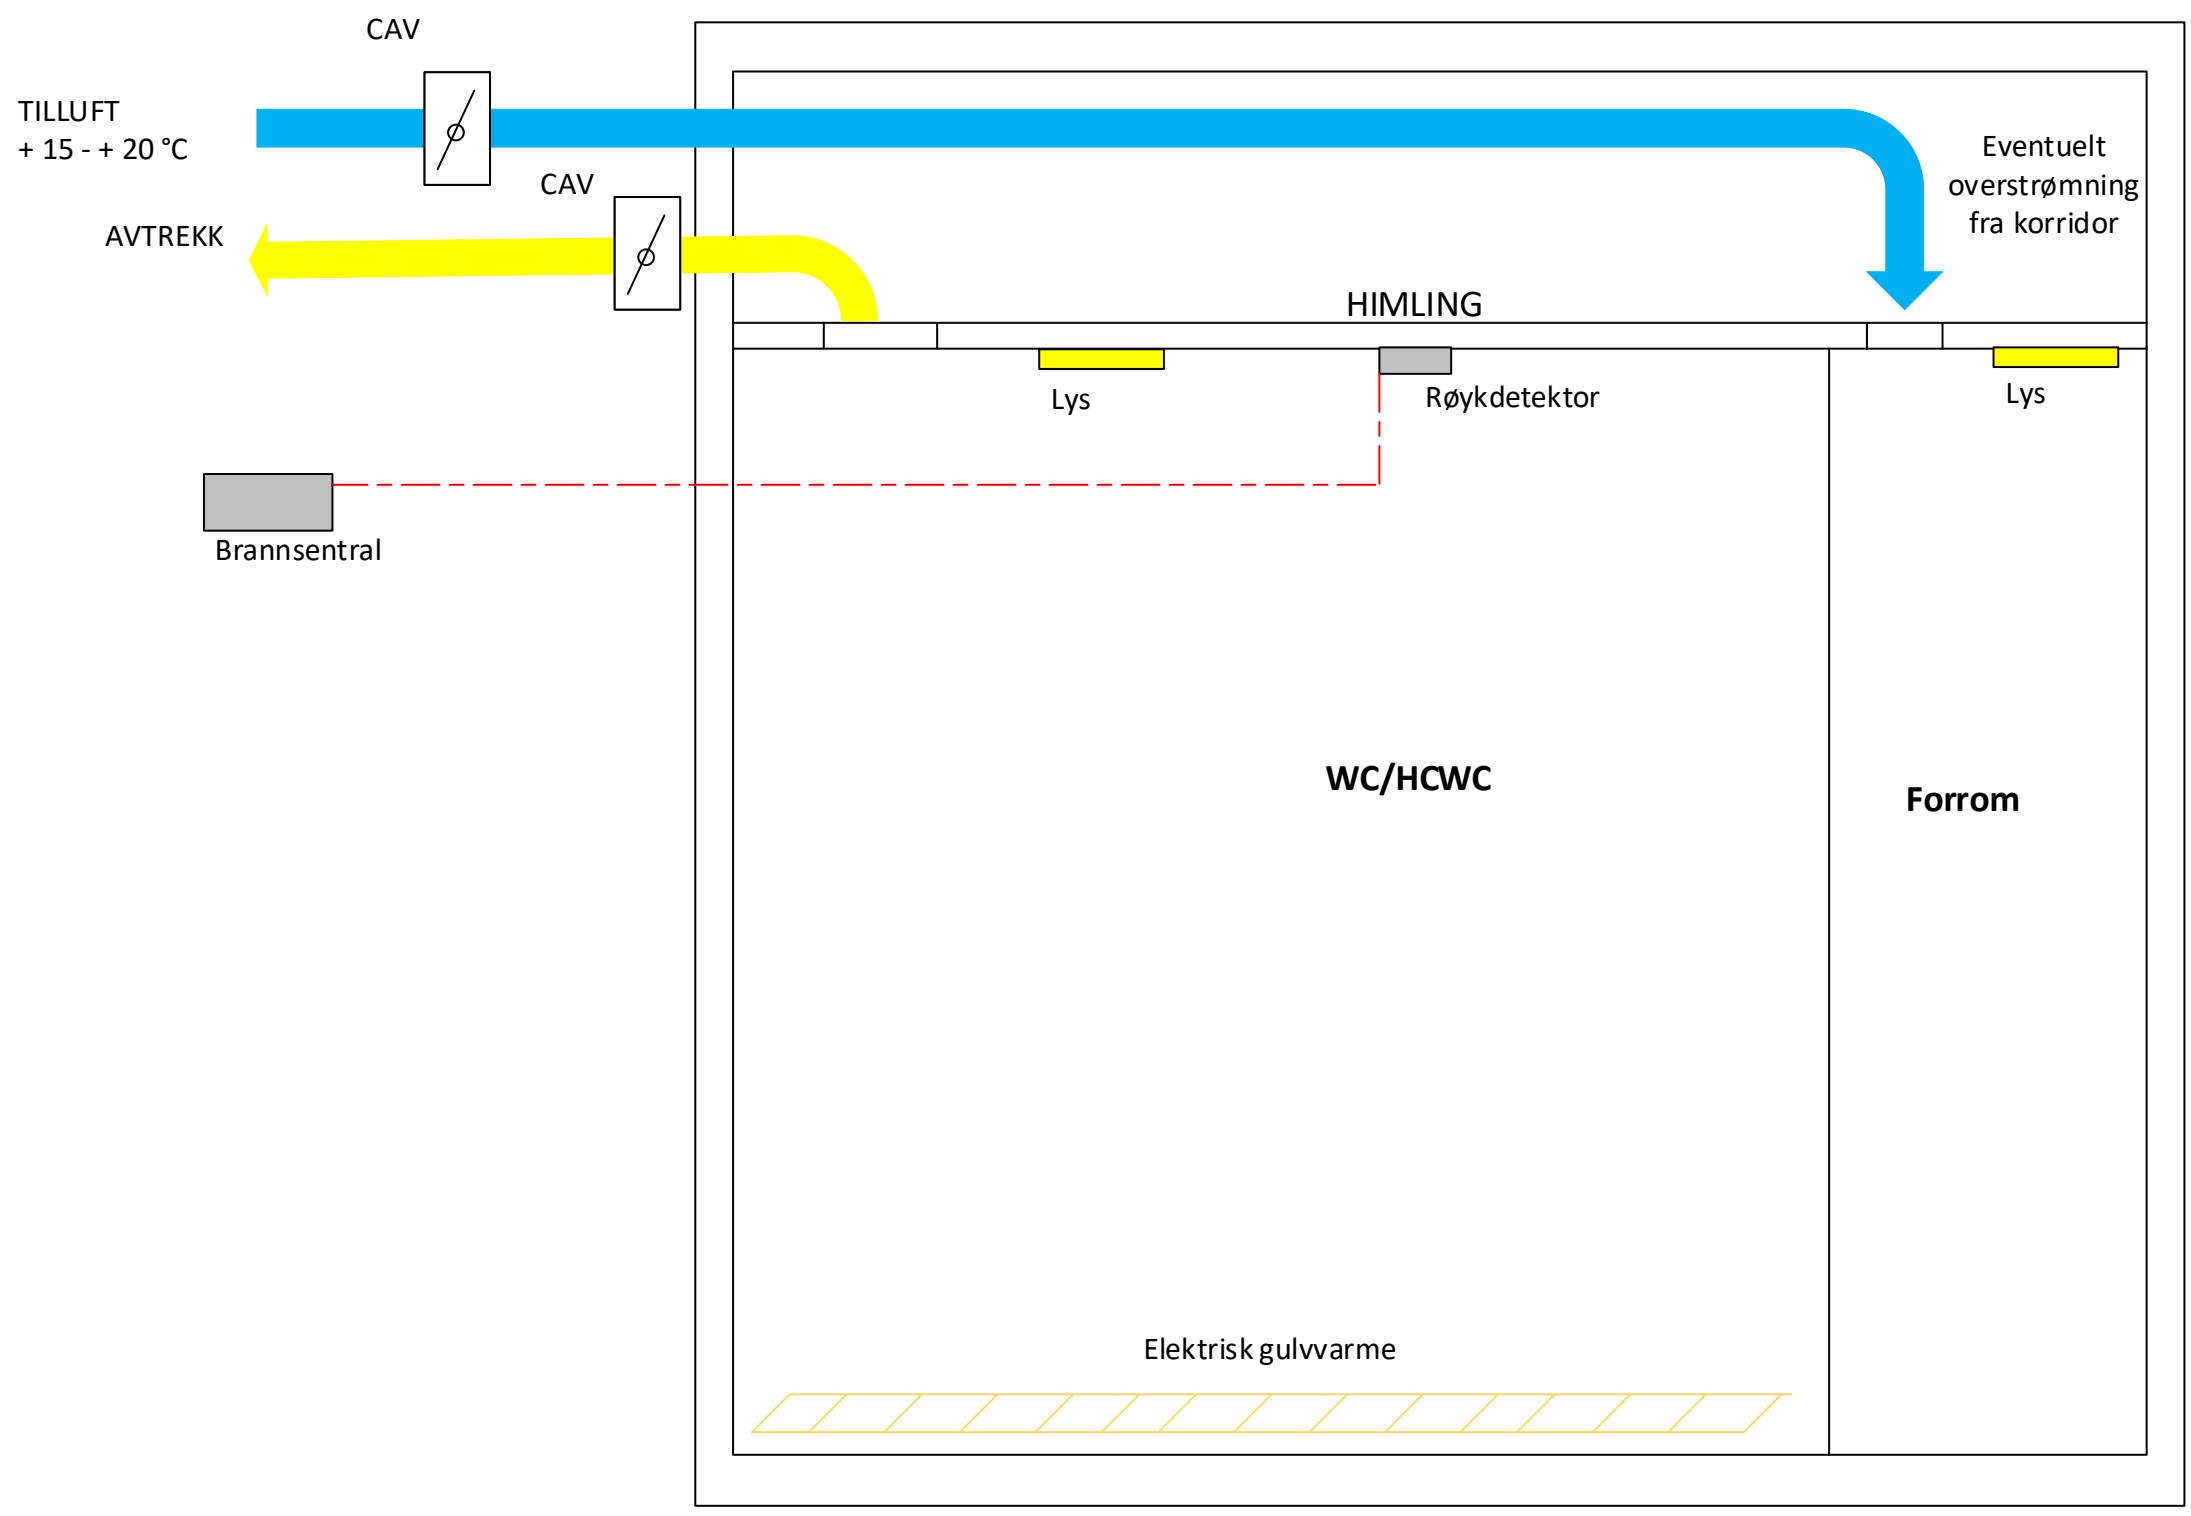 CAV
TILLUFT
+ 15 - + 20 °C
CAV
AVTREKK
Eventuelt
overstrømning
fra korridor
HIMLING
Lys
Røykdetektor
Lys
Brannsentral
WC/HCWC
Forrom
Elektrisk gulvvarme